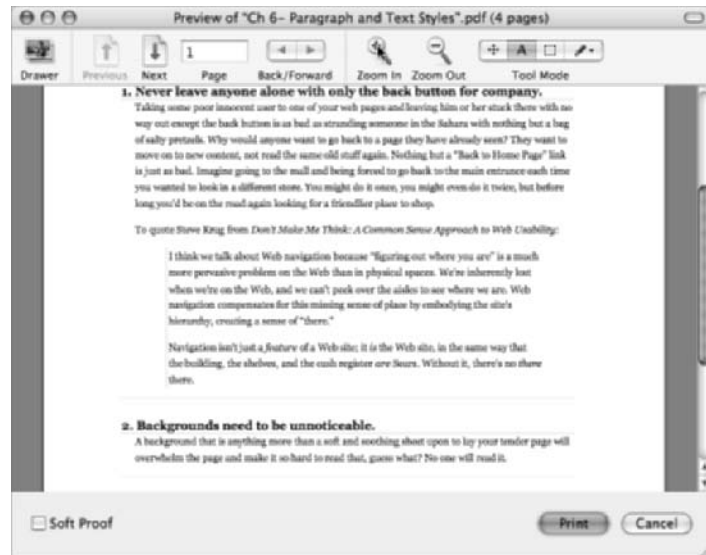 Preview of "Ch 6– Paragraph and Text Styles".pdf (4 pages)
1
Drawer Previous Next Page Back/Forward Zoom In Zoom Out Tool Mode
A
1. Never leave anyone alone with only the back button for company.
Taking some poor innocent user to one of your web pages and leaving him or her stuck there with no
way out except the back button is as bad as stranding someone in the Sahara with nothing but a bag
of salty pretzels. Why would anyone want to go back to a page they have already seen? They want to
move on to new content, not read the same old stuff again. Nothing but a "Back to Home Page" link
is just as bad. Imagine going to the mall and being forced to go back to the main entrance each time
you wanted to look in a different store. You might do it once, you might even do it twice, but before
long you'd be on the road again looking for a friendlier place to shop.
To quote Steve Krug from Don't Make Me Think: A Common Sense Approach to Web Usability:
I think we talk about Web navigation because "figuring out where you are" is a much
more pervasive problem on the Web than in physical spaces. We're inherently lost
when we're on the Web, and we can't peek over the aisles to see where we are. Web
navigation compensates for this missing sense of place by embodying the site's
hierarchy, creating a sense of "there."
Navigation isn't just a feature of a Web site; it is the Web site, in the same way that
the building, the shelves, and the cash register are Sears. Without it, there's no there
there.
2. Backgrounds need to be unnoticeable.
A background that is anything more than a soft and soothing sheet upon to lay your tender page will
overwhelm the page and make it so hard to read that, guess what? No one will read it.
Soft Proof
Print Cancel